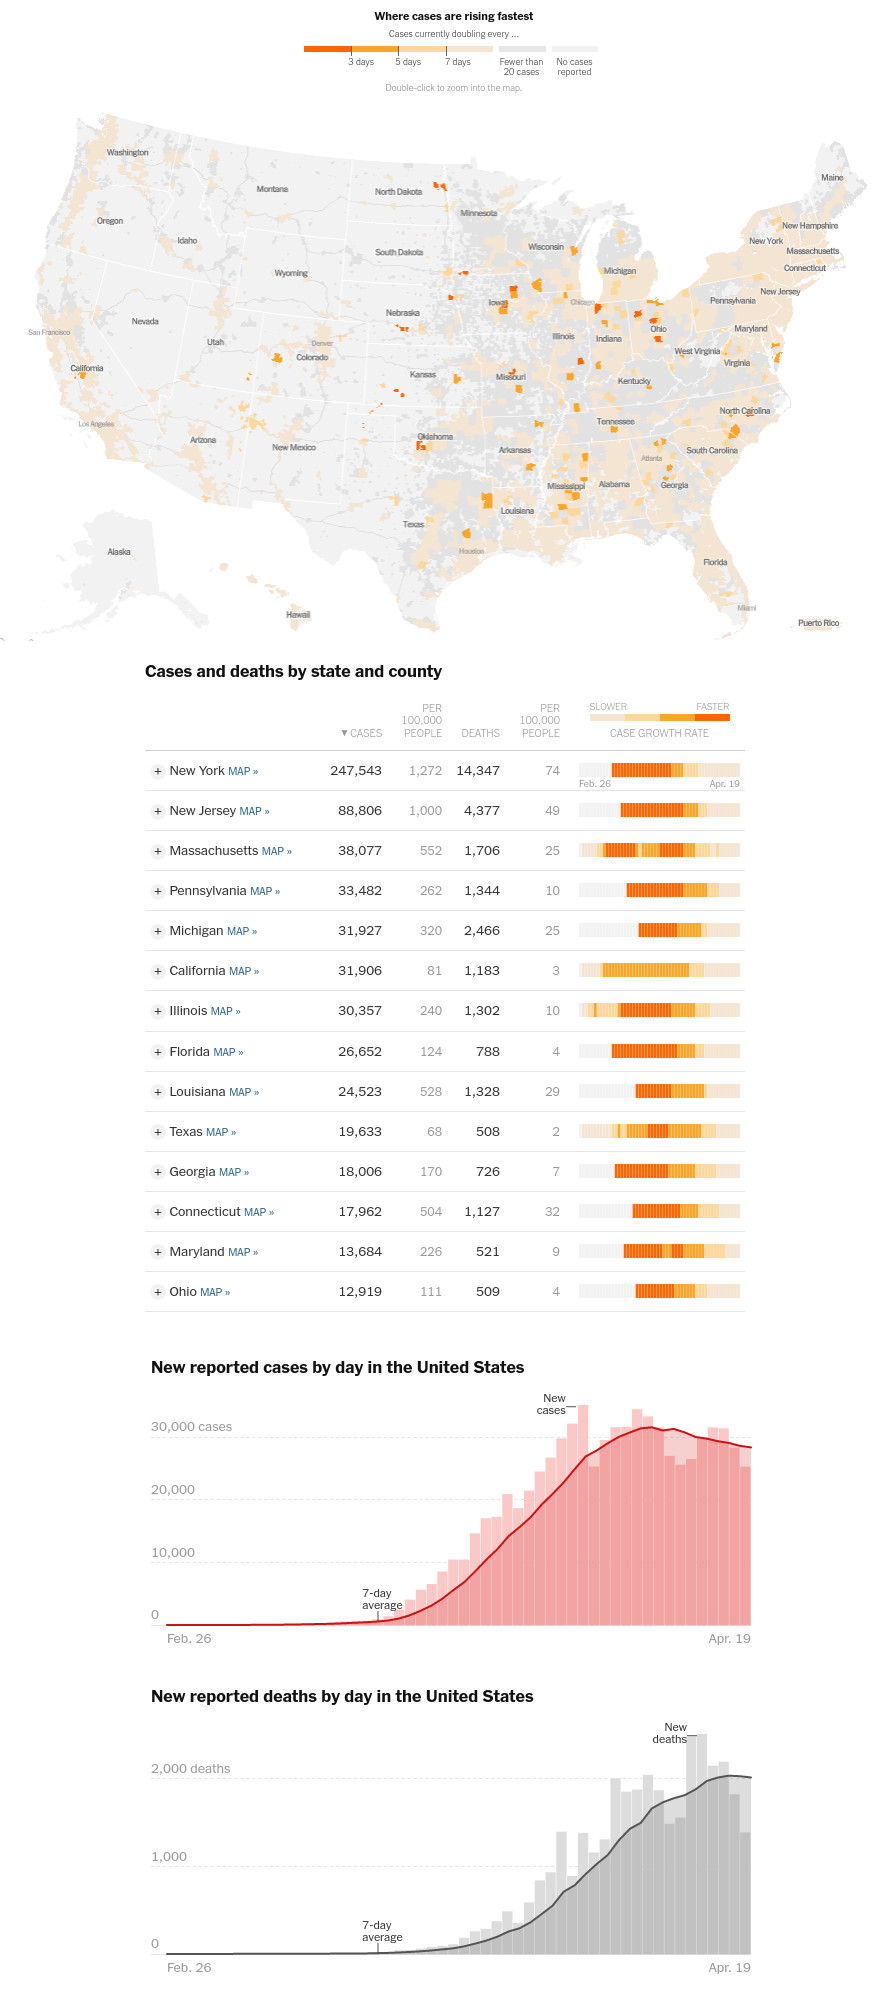 Where cases are rising fastest
Cases currently doubling every ...
3 days 5 days 7 days Fewer than 20 cases No cases reported
Double-click to zoom into the map.
Washington
Montana
North Dakota
Minnesota
Maine
Oregon
Idaho
South Dakota
Wisconsin
New York
New Hampshire
Massachusetts
Connecticut
Wyoming
Michigan
New Jersey
Iowa
Chicago
Pennsylvania
San Francisco
Nevada
Nebraska
Ohio
Maryland
Utah
Denver
Colorado
Illinois
Indiana
West Virginia
Virginia
California
Kansas
Missouri
Kentucky
Los Angeles
Arizona
New Mexico
Oklahoma
Arkansas
Tennessee
North Carolina
South Carolina
Atlanta
Mississippi
Alabama
Georgia
Texas
Louisiana
Houston
Alaska
Florida
Hawaii
Miami
Puerto Rico
Cases and deaths by state and county
▼ CASES PER 100,000 PEOPLE DEATHS PER 100,000 PEOPLE SLOWER FASTER CASE GROWTH RATE
+ New York MAP » 247,543 1,272 14,347 74
Feb. 26 Apr. 19
+ New Jersey MAP » 88,806 1,000 4,377 49
+ Massachusetts MAP » 38,077 552 1,706 25
+ Pennsylvania MAP » 33,482 262 1,344 10
+ Michigan MAP » 31,927 320 2,466 25
+ California MAP » 31,906 81 1,183 3
+ Illinois MAP » 30,357 240 1,302 10
+ Florida MAP » 26,652 124 788 4
+ Louisiana MAP » 24,523 528 1,328 29
+ Texas MAP » 19,633 68 508 2
+ Georgia MAP » 18,006 170 726 7
+ Connecticut MAP » 17,962 504 1,127 32
+ Maryland MAP » 13,684 226 521 9
+ Ohio MAP » 12,919 111 509 4
New reported cases by day in the United States
New
cases
30,000 cases
20,000
10,000
7-day
average
0
Feb. 26 Apr. 19
New reported deaths by day in the United States
New
deaths
2,000 deaths
1,000
7-day
average
0
Feb. 26 Apr. 19